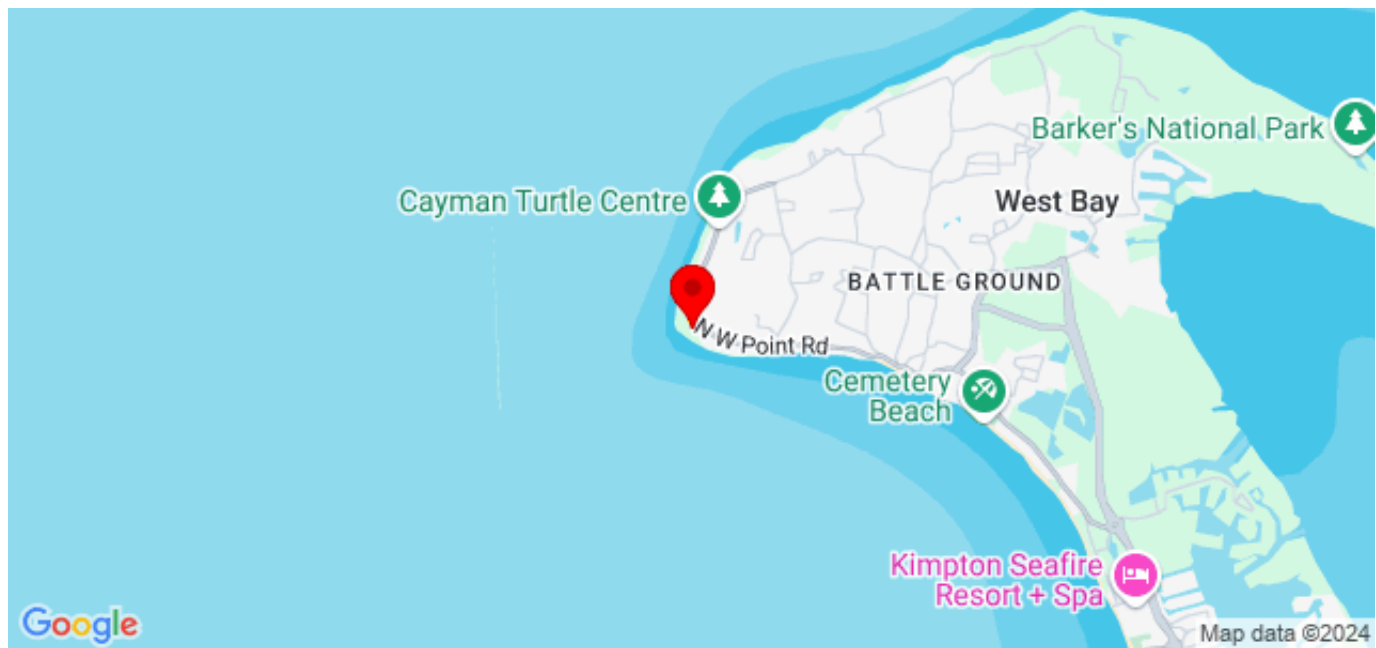 Barker's National Park
Cayman Turtle Centre
West Bay
BATTLE GROUND
N W Point Rd
Cemetery
Beach
Kimpton Seafire
Resort + Spa
Google
Map data ©2024